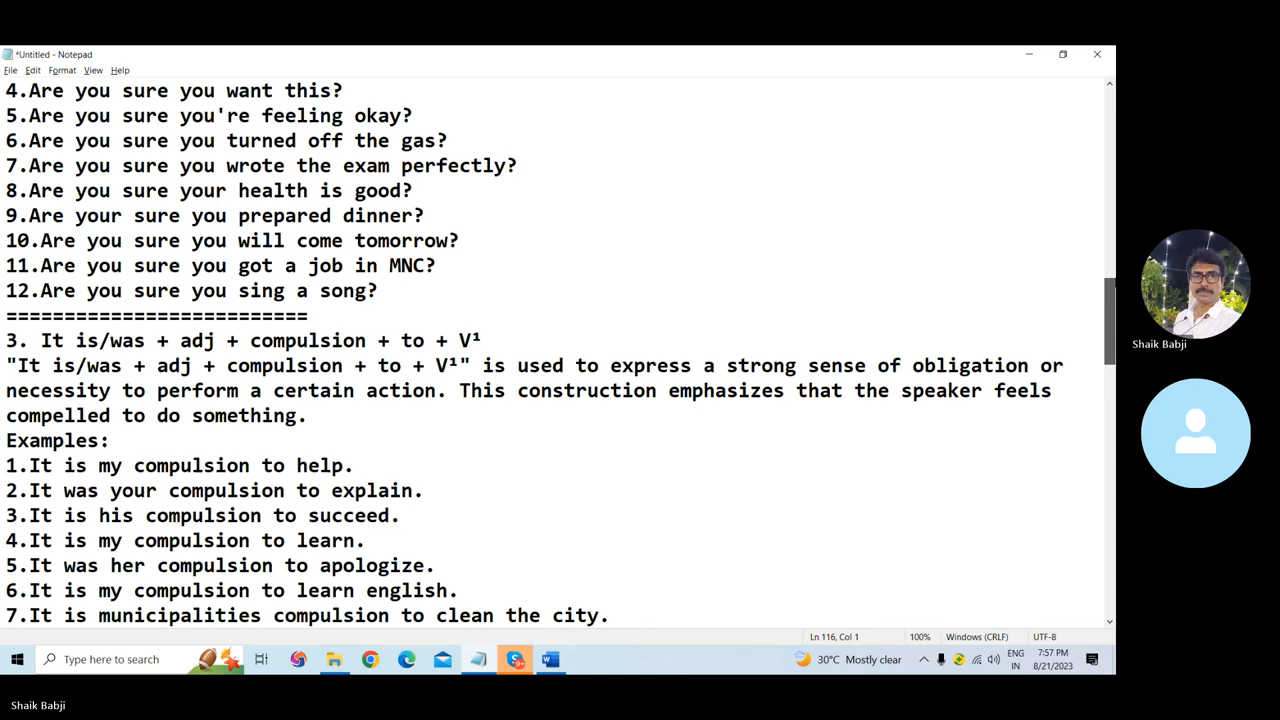 *Untitled - Notepad
File Edit Format View Help
4.Are you sure you want this?
5.Are you sure you're feeling okay?
6.Are you sure you turned off the gas?
7.Are you sure you wrote the exam perfectly?
8.Are you sure your health is good?
9.Are your sure you prepared dinner?
10.Are you sure you will come tomorrow?
11.Are you sure you got a job in MNC?
12.Are you sure you sing a song?
==========================
3. It is/was + adj + compulsion + to + V¹
"It is/was + adj + compulsion + to + V¹" is used to express a strong sense of obligation or
necessity to perform a certain action. This construction emphasizes that the speaker feels
compelled to do something.
Examples:
1.It is my compulsion to help.
2.It was your compulsion to explain.
3.It is his compulsion to succeed.
4.It is my compulsion to learn.
5.It was her compulsion to apologize.
6.It is my compulsion to learn english.
7.It is municipalities compulsion to clean the city.
Shaik Babji
Ln 116, Col 1 100% Windows (CRLF) UTF-8
Type here to search
30°C Mostly clear
ENG
IN
7:57 PM
8/21/2023
Shaik Babji